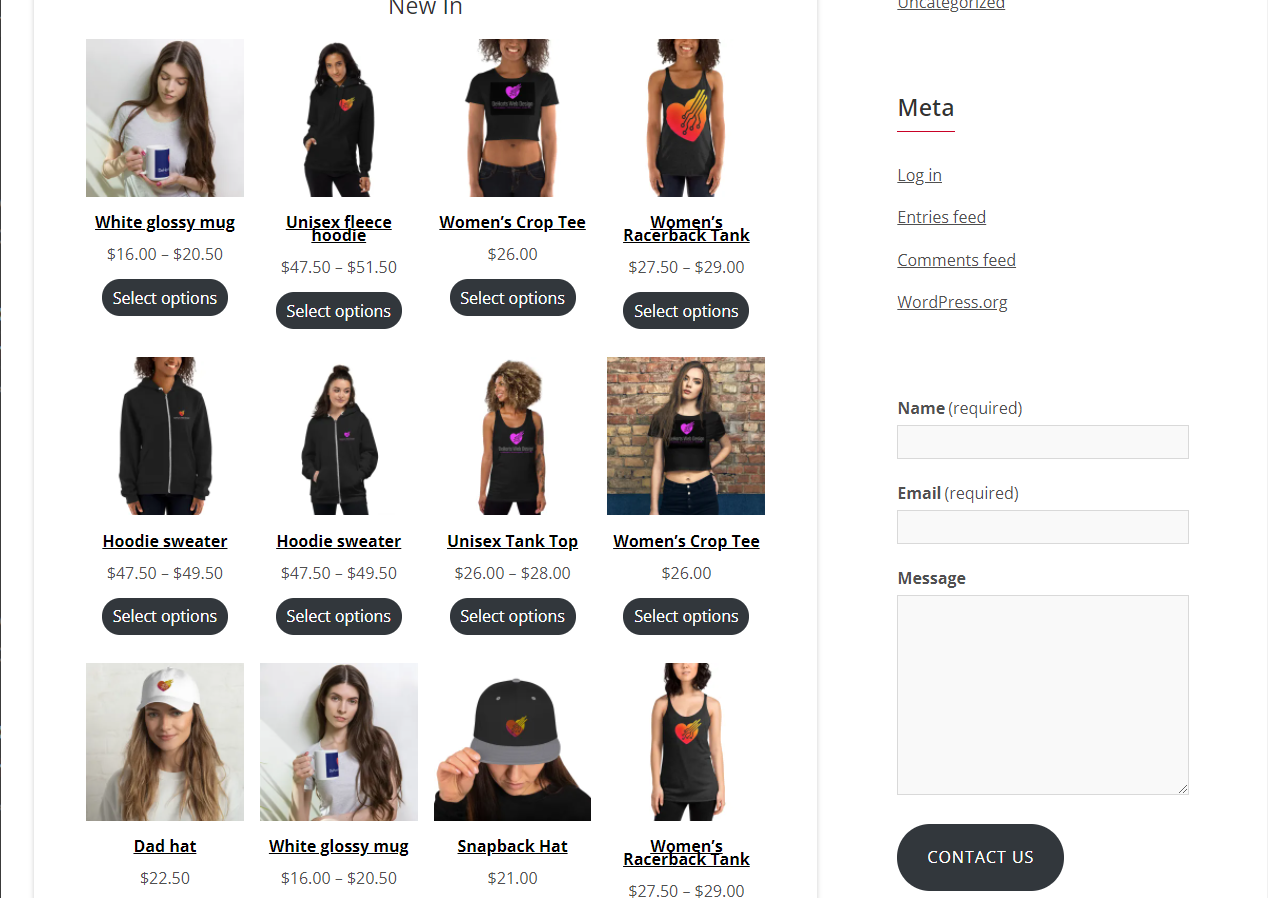 New In
White glossy mug
$16.00 – $20.50
Select options
Unisex fleece
hoodie
$47.50 – $51.50
Select options
Women’s Crop Tee
$26.00
Select options
Women’s
Racerback Tank
$27.50 – $29.00
Select options
Hoodie sweater
$47.50 – $49.50
Select options
Hoodie sweater
$47.50 – $49.50
Select options
Unisex Tank Top
$26.00 – $28.00
Select options
Women’s Crop Tee
$26.00
Select options
Dad hat
$22.50
White glossy mug
$16.00 – $20.50
Snapback Hat
$21.00
Women’s
Racerback Tank
$27.50 – $29.00
Uncategorized
Meta
Log in
Entries feed
Comments feed
WordPress.org
Name (required)
Email (required)
Message
CONTACT US